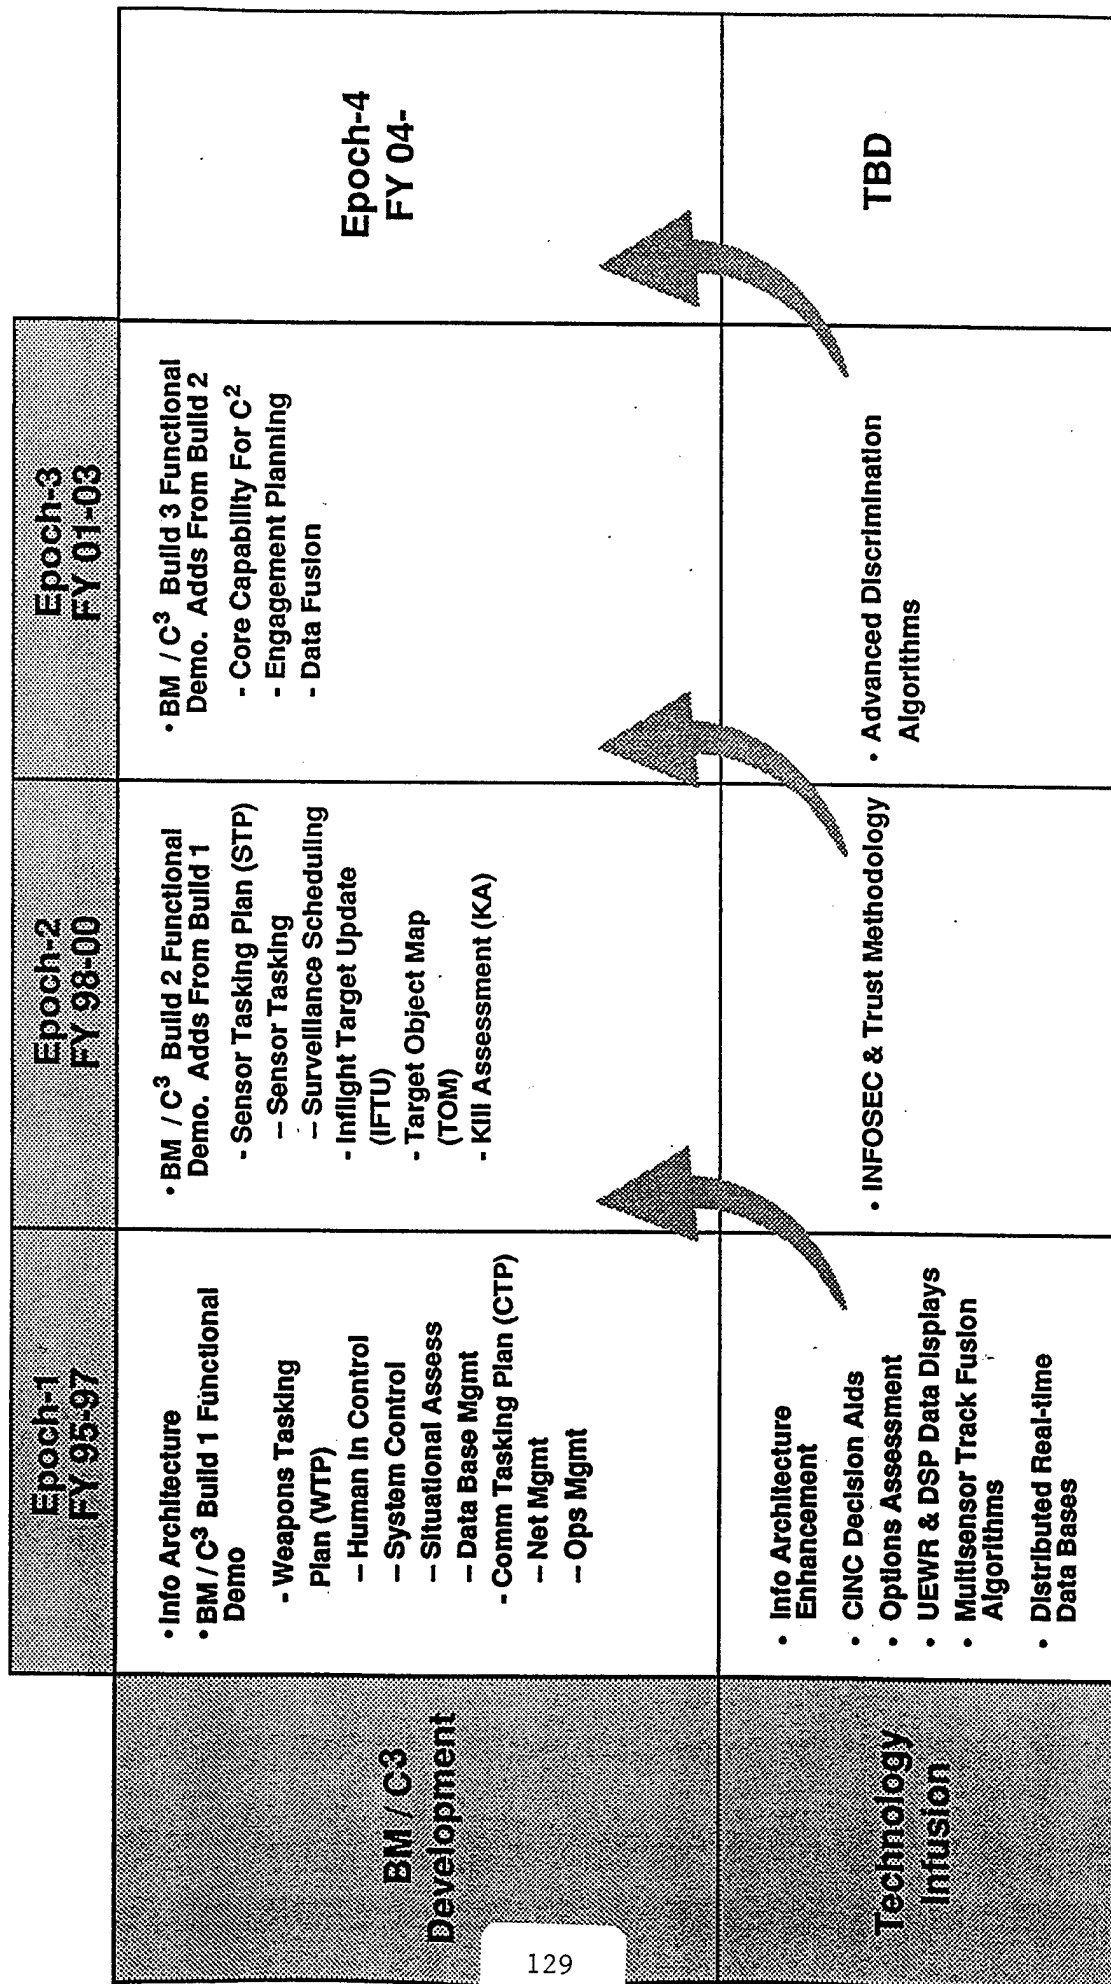 Epoch-1
FY 95-97
Epoch-2
FY 98-00
Epoch-3
FY 01-03
BM / C3
Development
• Info Architecture
• BM / C³ Build 1 Functional
Demo
- Weapons Tasking
Plan (WTP)
-- Human In Control
-- System Control
-- Situational Assess
-- Data Base Mgmt
- Comm Tasking Plan (CTP)
-- Net Mgmt
-- Ops Mgmt
• BM / C³ Build 2 Functional
Demo. Adds From Build 1
- Sensor Tasking Plan (STP)
-- Sensor Tasking
-- Surveillance Scheduling
- Inflight Target Update
(IFTU)
- Target Object Map
(TOM)
- Kill Assessment (KA)
• BM / C³ Build 3 Functional
Demo. Adds From Build 2
- Core Capability For C²
- Engagement Planning
- Data Fusion
Epoch-4
FY 04-
Technology
Infusion
• Info Architecture
Enhancement
• CINC Decision Aids
• Options Assessment
• UEWR & DSP Data Displays
• Multisensor Track Fusion
Algorithms
• Distributed Real-time
Data Bases
• INFOSEC & Trust Methodology
• Advanced Discrimination
Algorithms
TBD
129